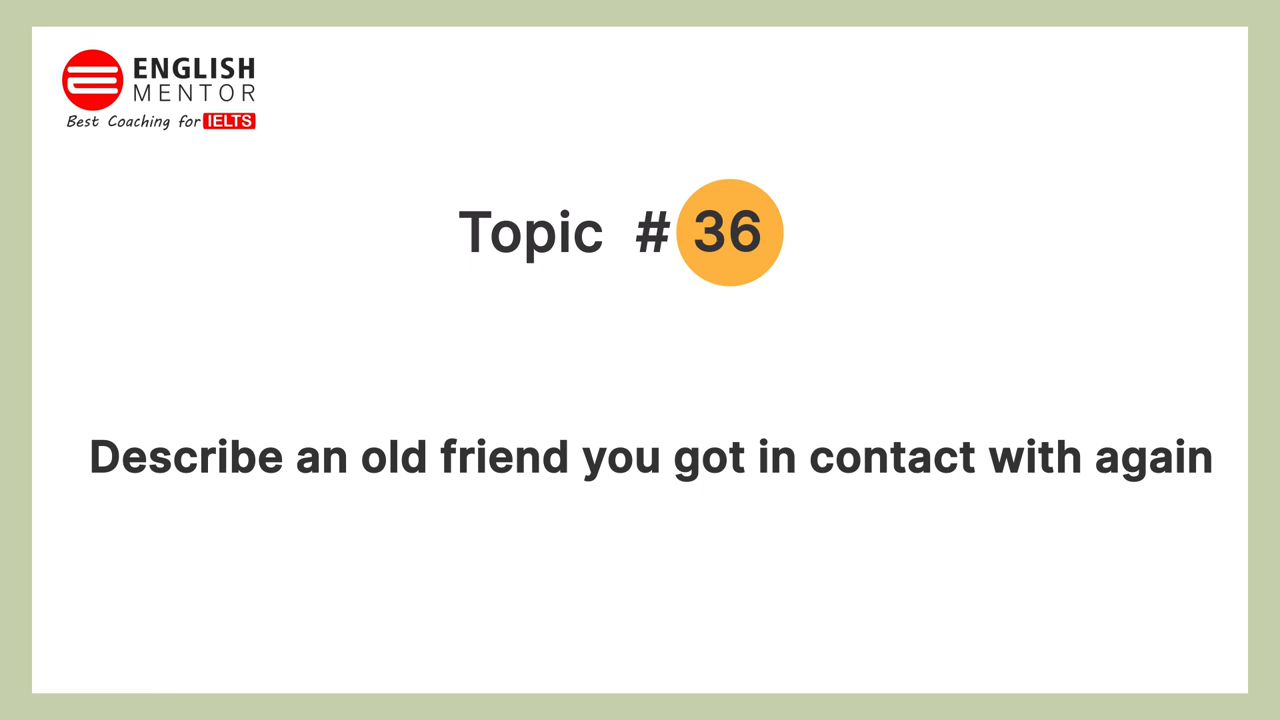 ENGLISH
MENTOR
Best Coaching for IELTS
Topic # 36
Describe an old friend you got in contact with again